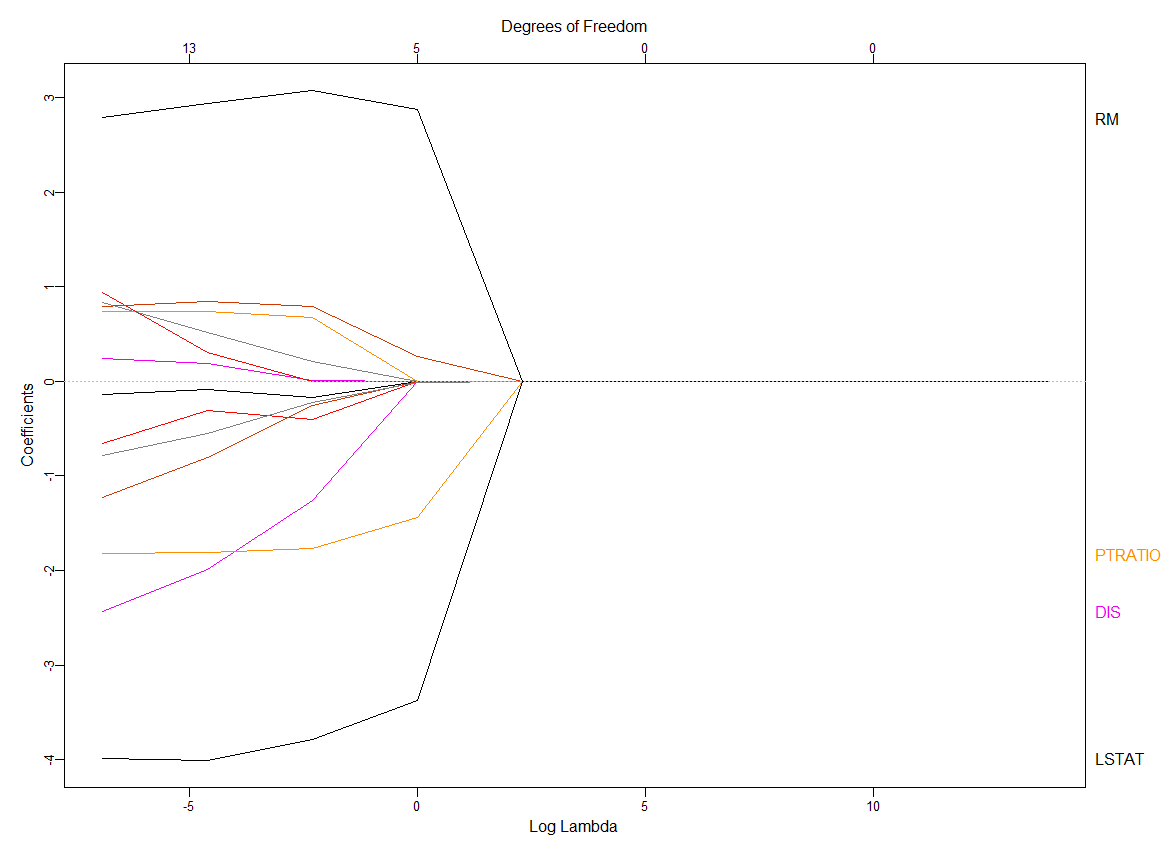 Degrees of Freedom
13 5 0 0
3
2
1
0
-1
-2
-3
-4
Coefficients
RM
PTRATIO
DIS
LSTAT
-5 0 5 10
Log Lambda